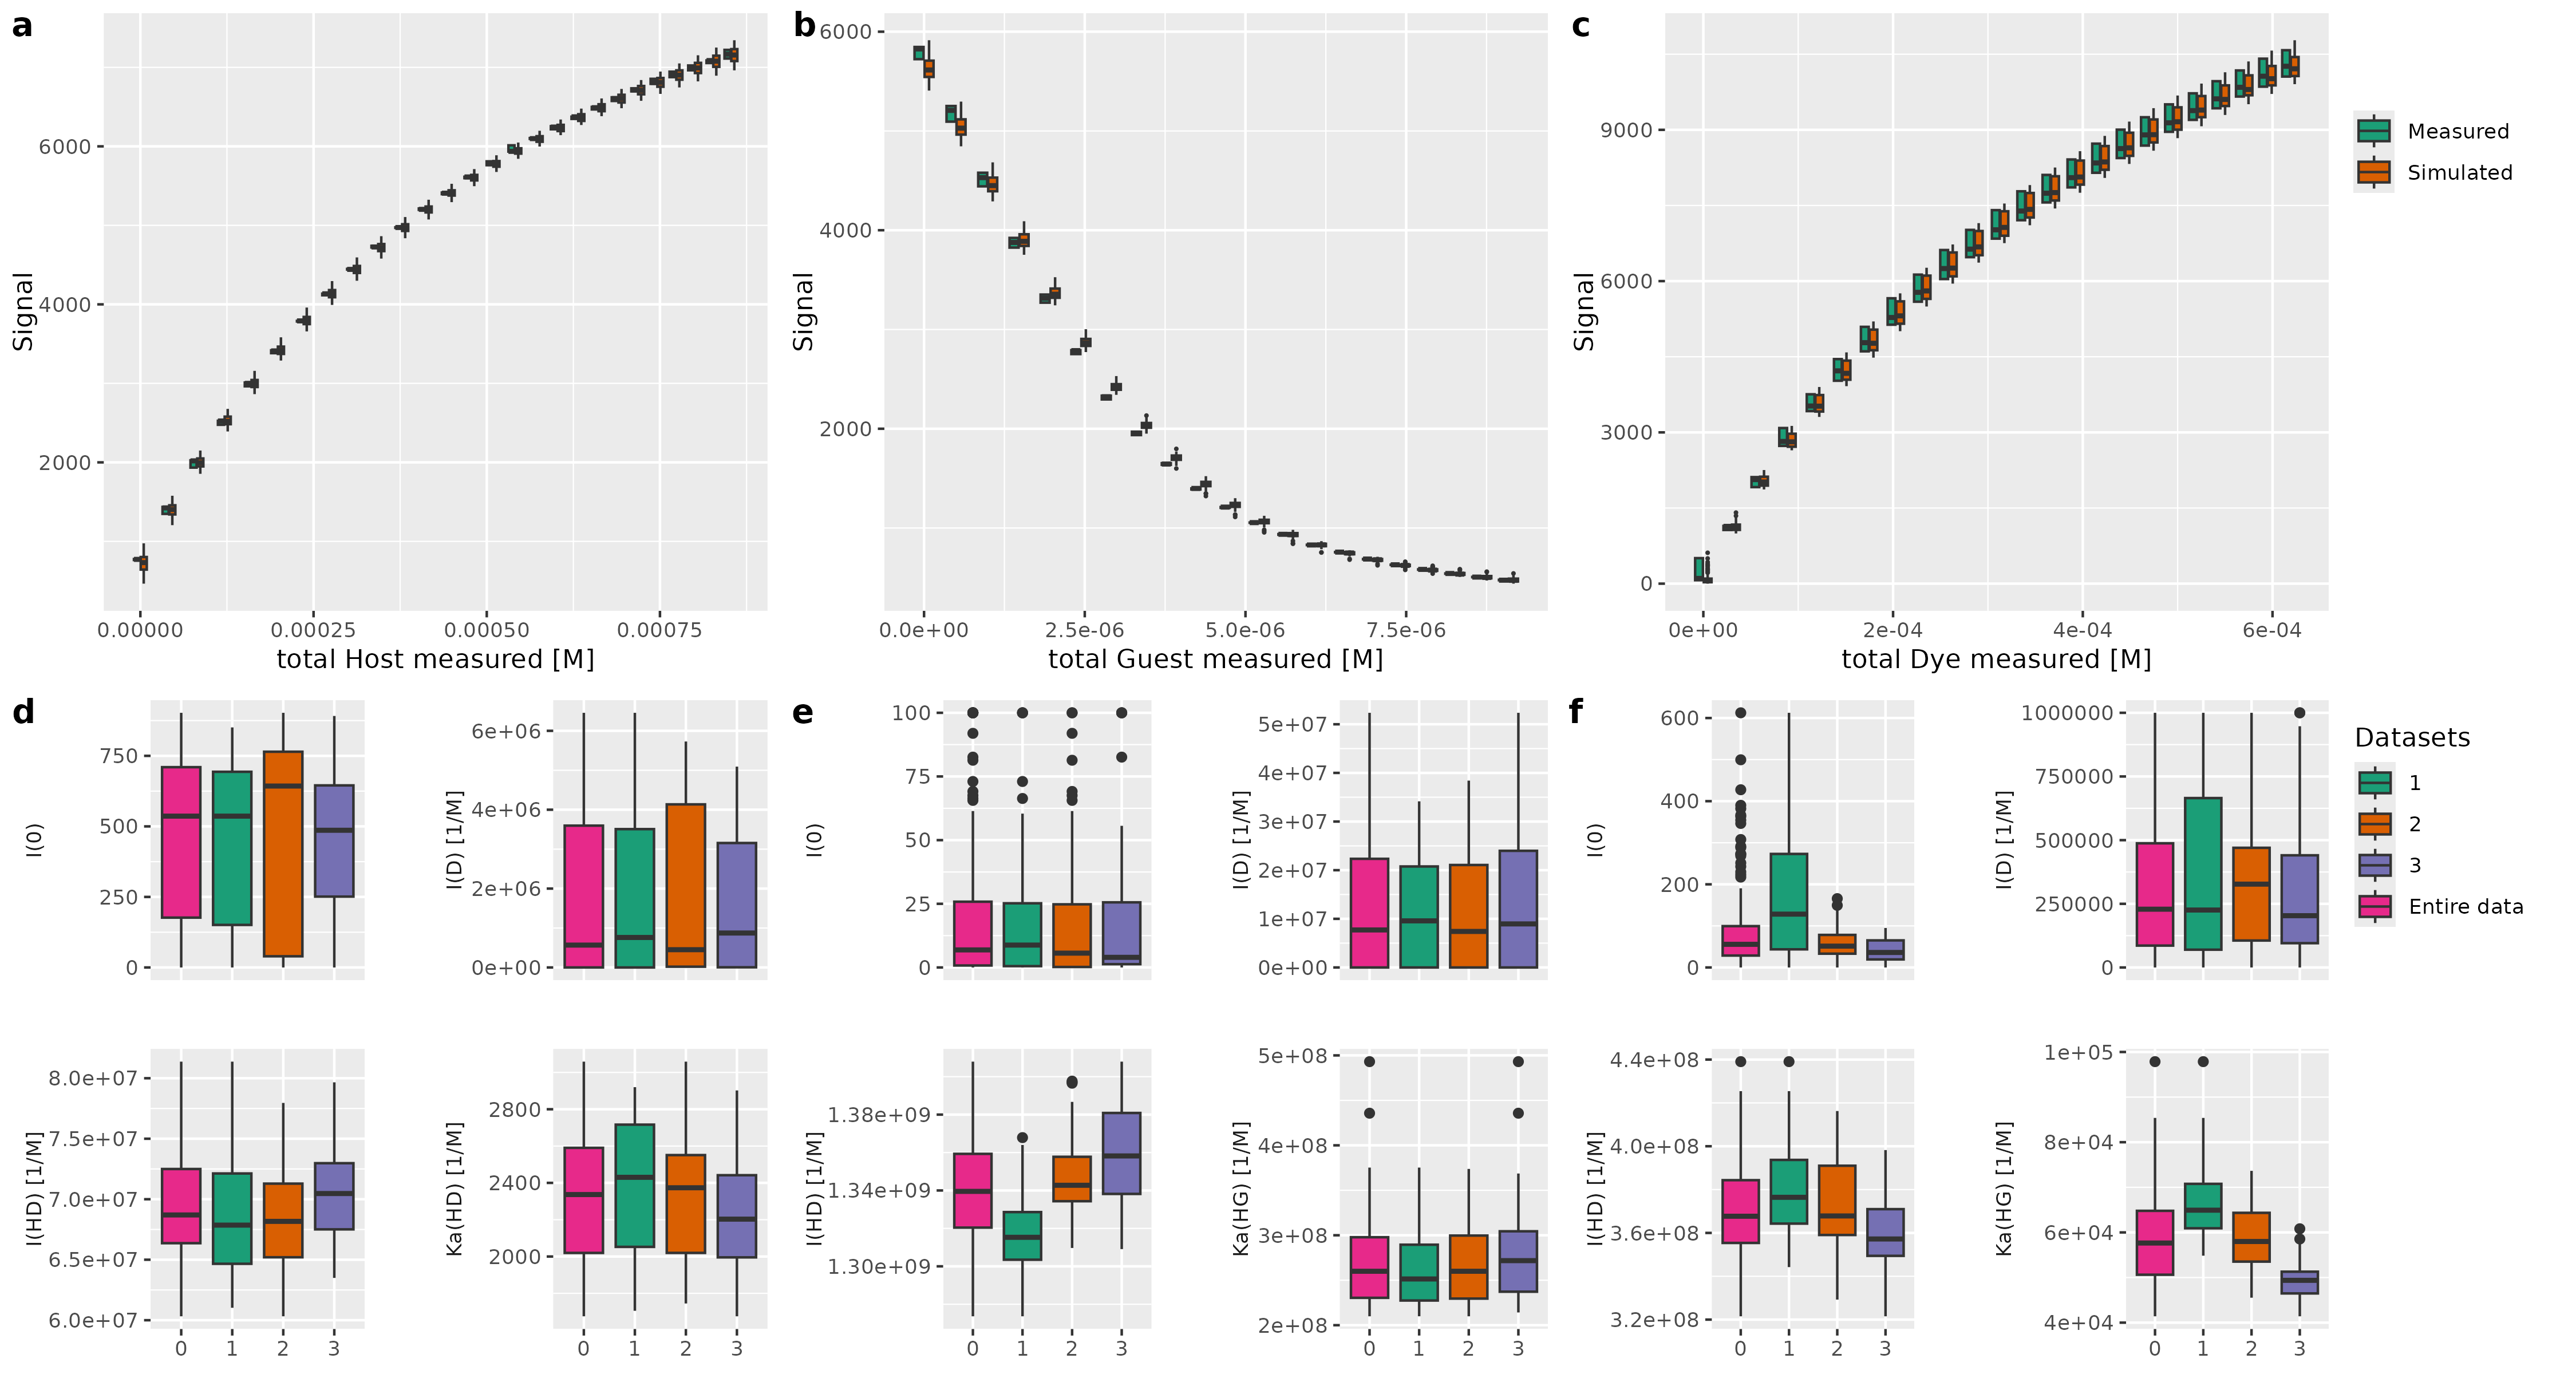 a
6000
4000
2000
Signal
0.00000 0.00025 0.00050 0.00075
total Host measured [M]
b
6000
4000
2000
Signal
0.0e+00 2.5e-06 5.0e-06 7.5e-06
total Guest measured [M]
c
9000
6000
3000
0
Signal
0e+00 2e-04 4e-04 6e-04
total Dye measured [M]
Measured
Simulated
d
750
500
250
0
I(0)
6e+06
4e+06
2e+06
0e+00
I(D) [1/M]
8.0e+07
7.5e+07
7.0e+07
6.5e+07
6.0e+07
I(HD) [1/M]
0 1 2 3
2800
2400
2000
Ka(HD) [1/M]
0 1 2 3
e
100
75
50
25
0
I(0)
5e+07
4e+07
3e+07
2e+07
1e+07
0e+00
I(D) [1/M]
1.38e+09
1.34e+09
1.30e+09
I(HD) [1/M]
0 1 2 3
5e+08
4e+08
3e+08
2e+08
Ka(HG) [1/M]
0 1 2 3
f
600
400
200
0
I(0)
1000000
750000
500000
250000
0
I(D) [1/M]
4.4e+08
4.0e+08
3.6e+08
3.2e+08
I(HD) [1/M]
0 1 2 3
1e+05
8e+04
6e+04
4e+04
Ka(HG) [1/M]
0 1 2 3
Datasets
1
2
3
Entire data